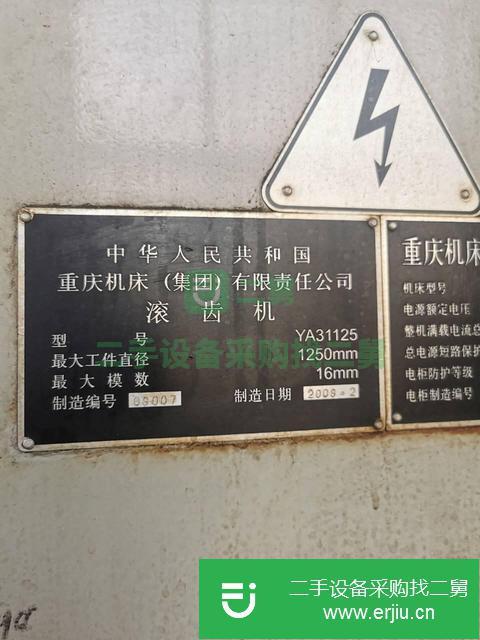 中华人民共和国
重庆机床（集团）有限责任公司
滚齿机
型号 YA31125
最大工件直径 1250mm
最大模数 16mm
制造编号 制造日期
重庆机床
机床型号
电源额定电压
整机满载电流总
总电源短路保护
电柜防护等级
电柜制造编号
二舅
二手设备采购找二舅
二手设备采购找二舅
www.erjiu.cn